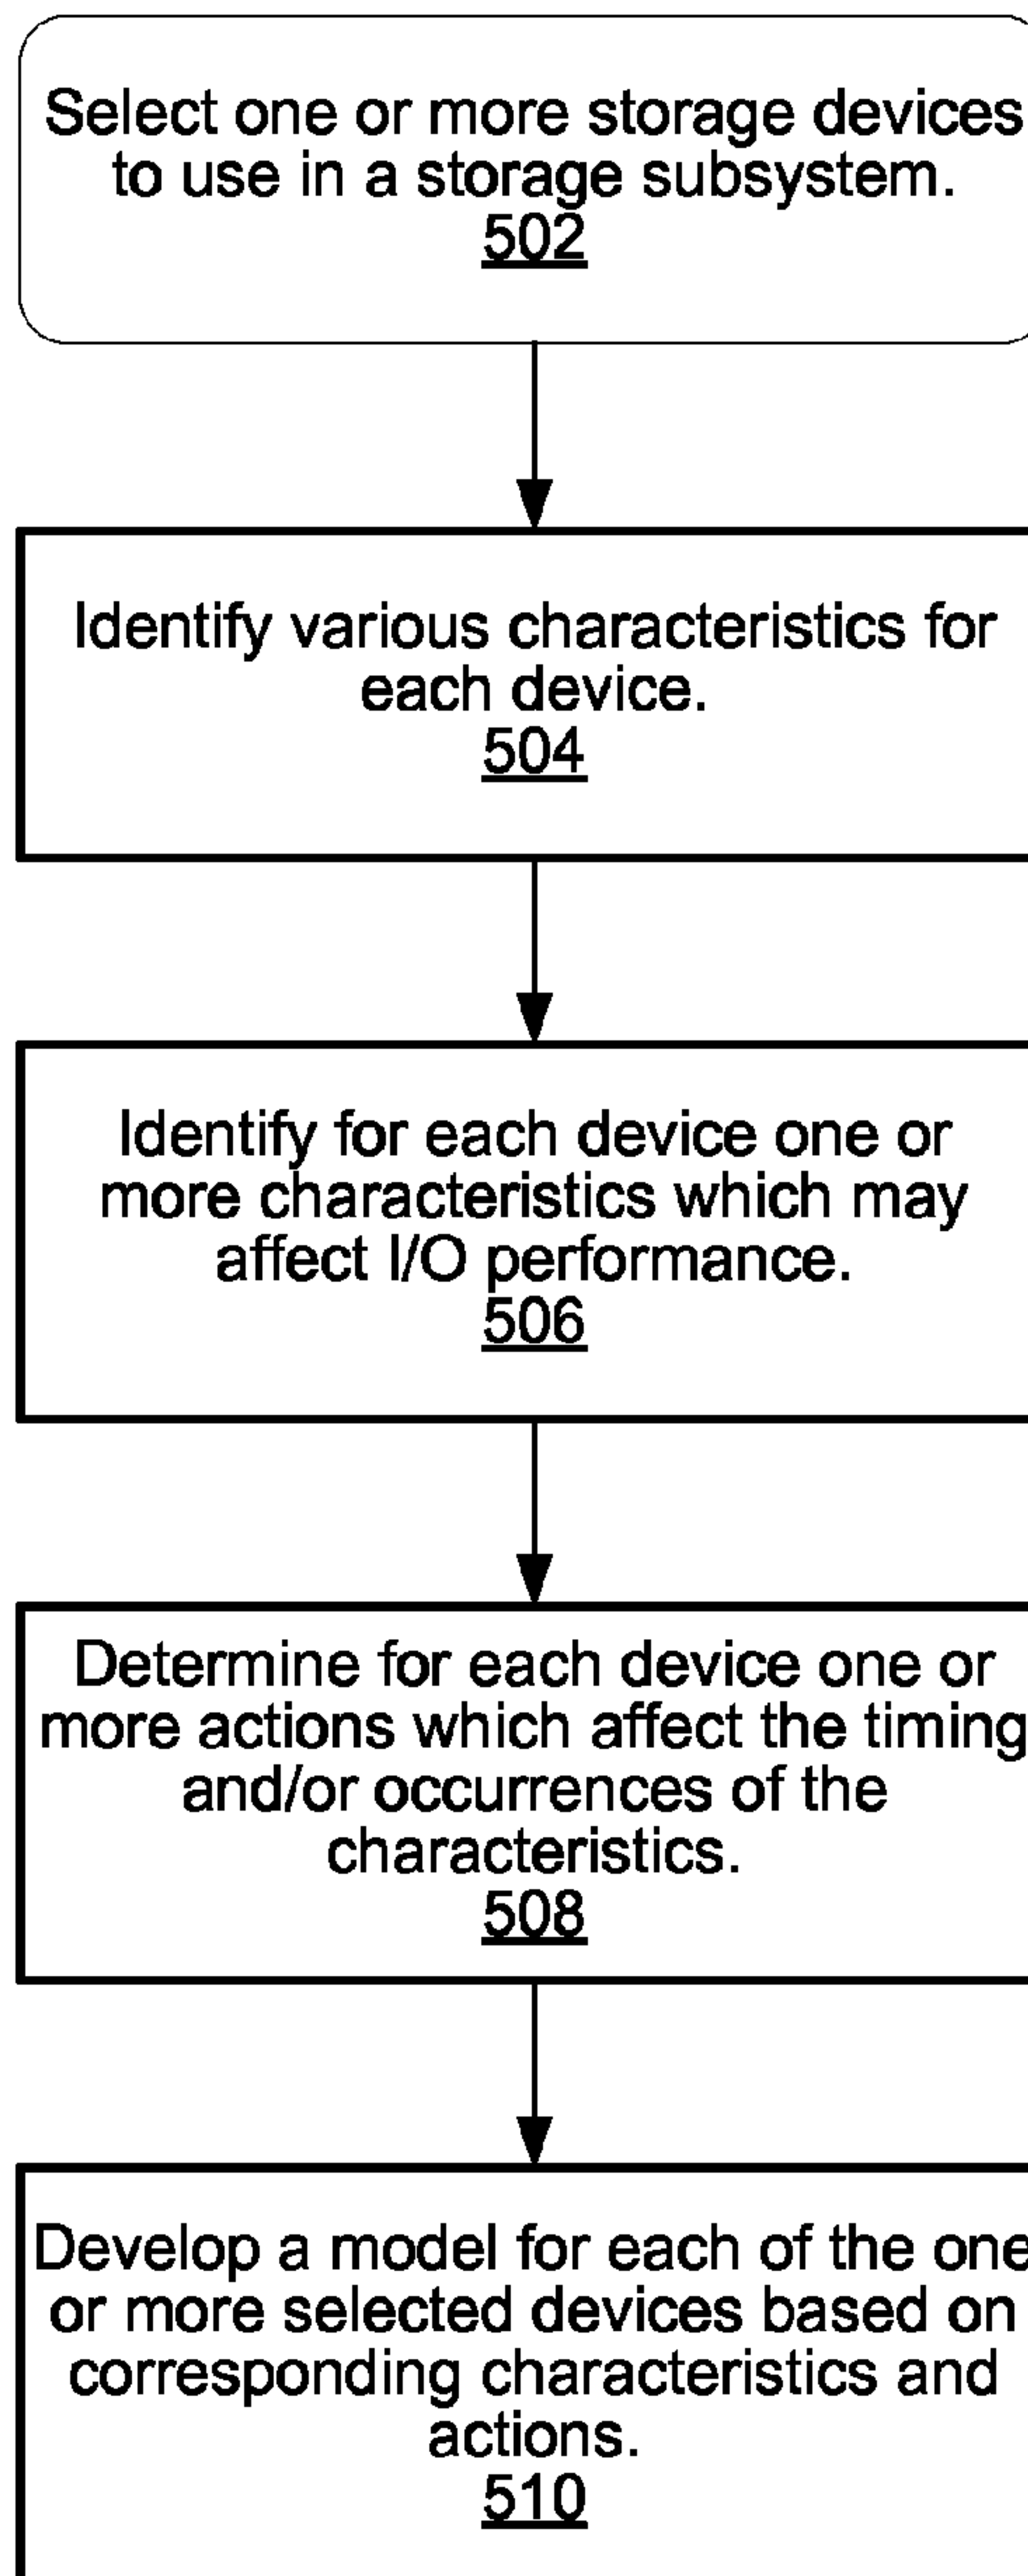 Select one or more storage devices
to use in a storage subsystem.
502
Identify various characteristics for
each device.
504
Identify for each device one or
more characteristics which may
affect I/O performance.
506
Determine for each device one or
more actions which affect the timing
and/or occurrences of the
characteristics.
508
Develop a model for each of the one
or more selected devices based on
corresponding characteristics and
actions.
510